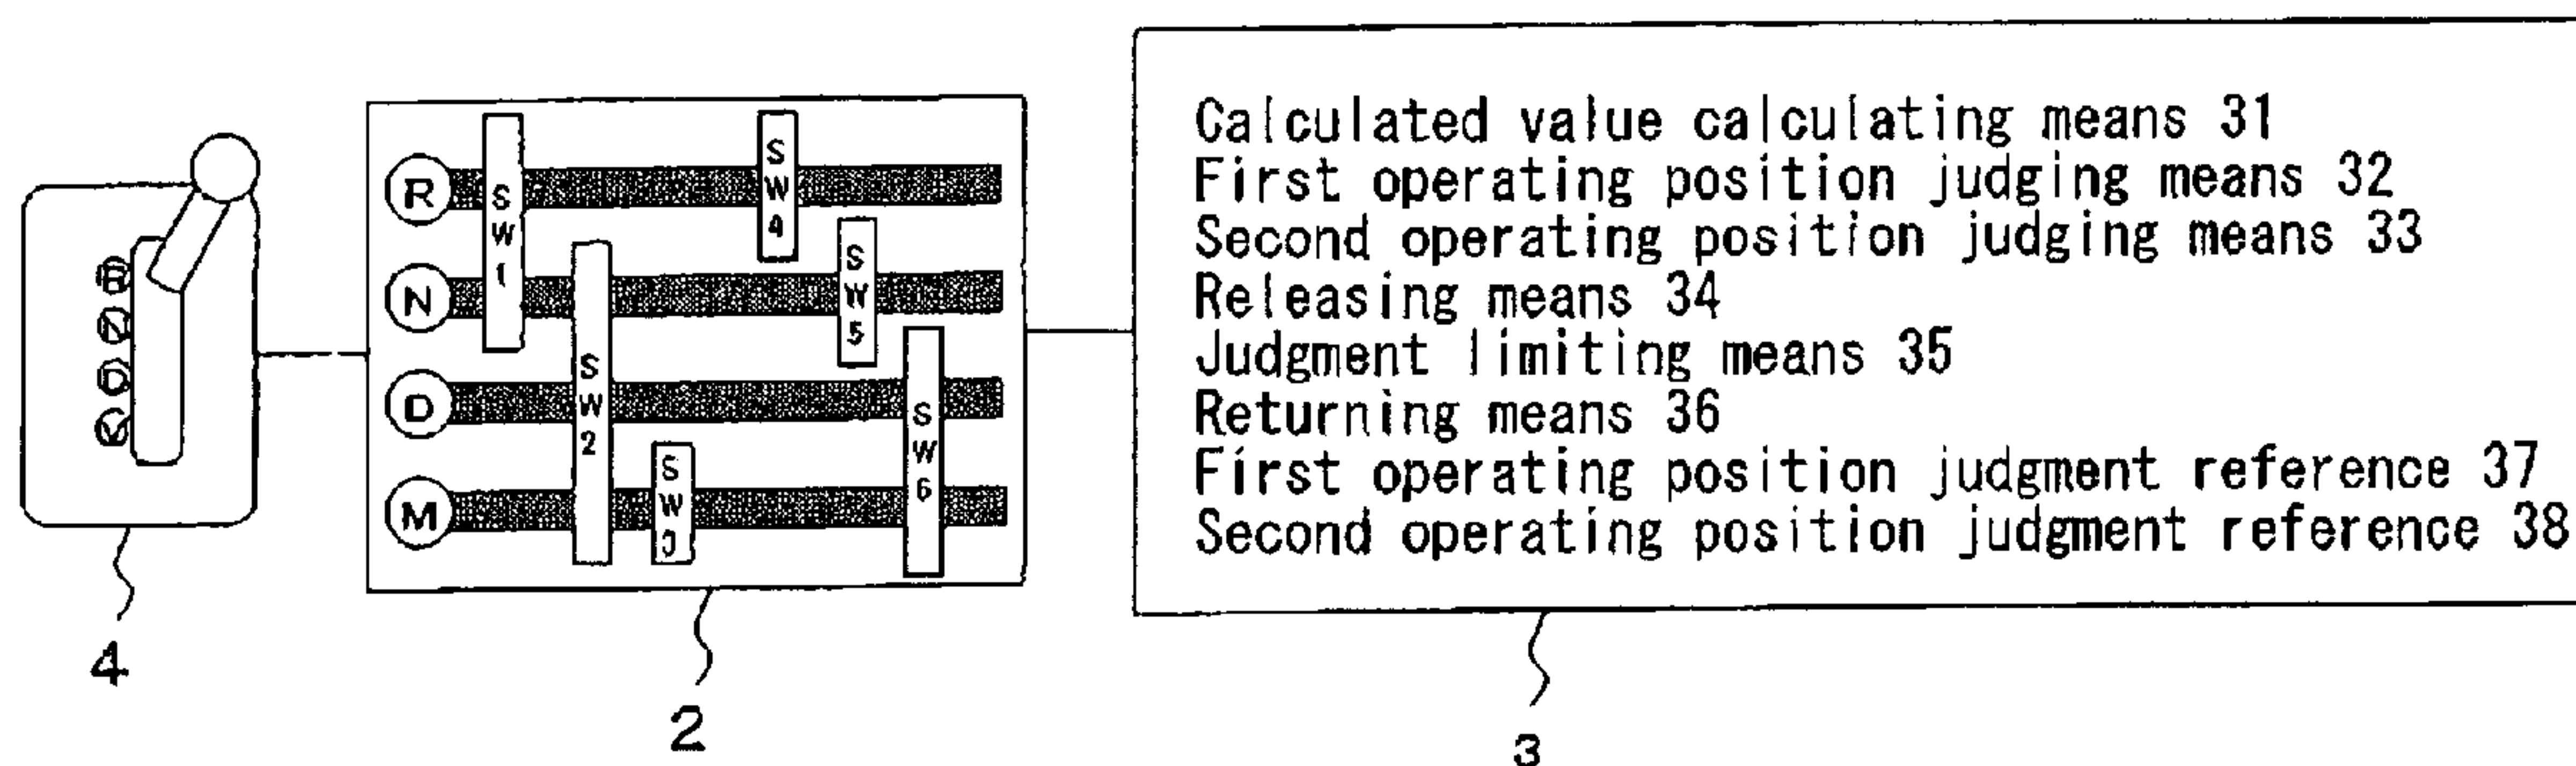 R
N
D
M
SW1
SW2
SW4
SW5
SW6
Calculated value calculating means 31
First operating position judging means 32
Second operating position judging means 33
Releasing means 34
Judgment limiting means 35
Returning means 36
First operating position judgment reference 37
Second operating position judgment reference 38
4
2
3